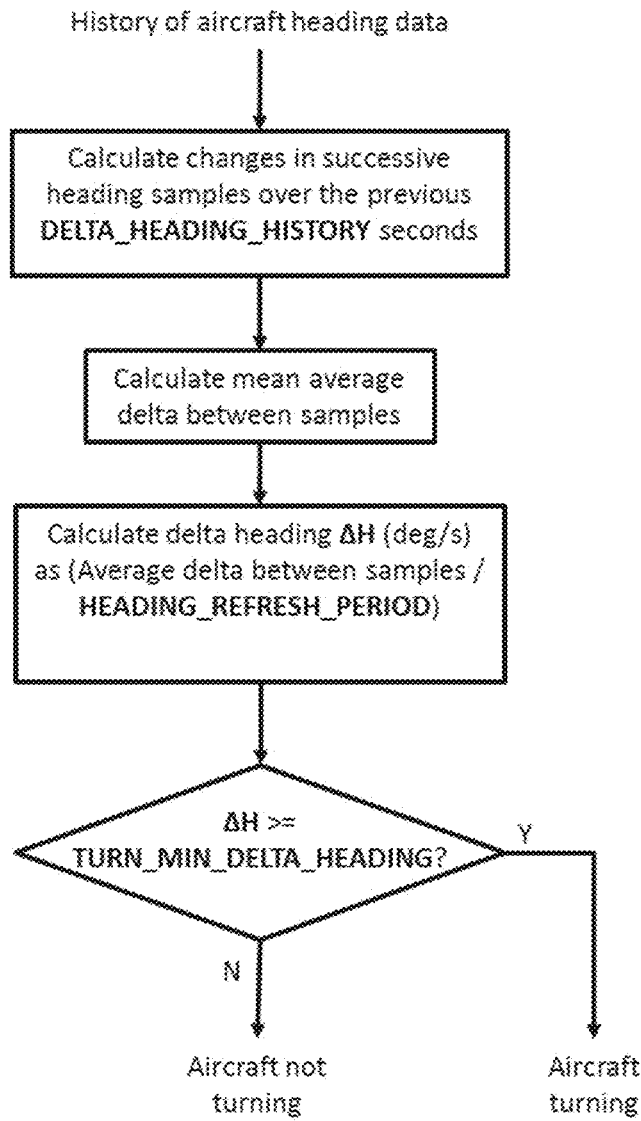 History of aircraft heading data
Calculate changes in successive
heading samples over the previous
DELTA_HEADING_HISTORY seconds
Calculate mean average
delta between samples
Calculate delta heading ΔH (deg/s)
as (Average delta between samples /
HEADING_REFRESH_PERIOD)
ΔH >=
TURN_MIN_DELTA_HEADING?
Y
N
Aircraft not
turning
Aircraft
turning